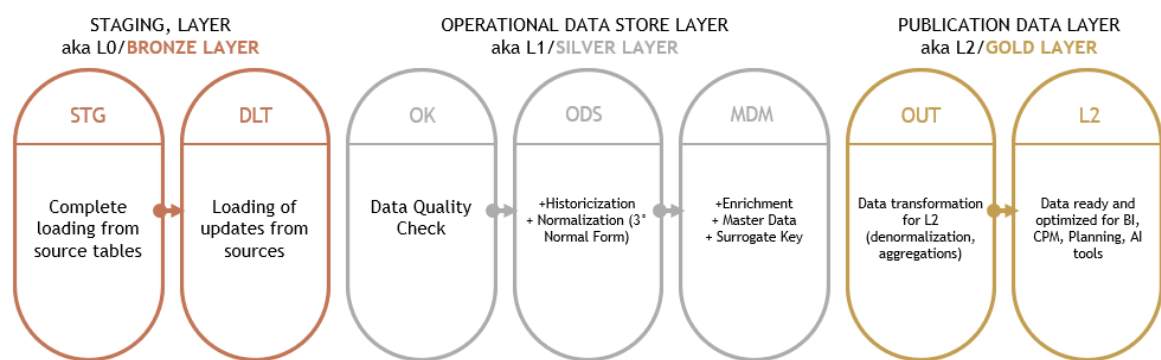 STAGING, LAYER
aka L0/BRONZE LAYER
OPERATIONAL DATA STORE LAYER
aka L1/SILVER LAYER
PUBLICATION DATA LAYER
aka L2/GOLD LAYER
STG
Complete
loading from
source tables
DLT
Loading of
updates from
sources
OK
Data Quality
Check
ODS
+Historicization
+ Normalization (3°
Normal Form)
MDM
+Enrichment
+ Master Data
+ Surrogate Key
OUT
Data transformation
for L2
(denormalization,
aggregations)
L2
Data ready and
optimized for BI,
CPM, Planning, AI
tools